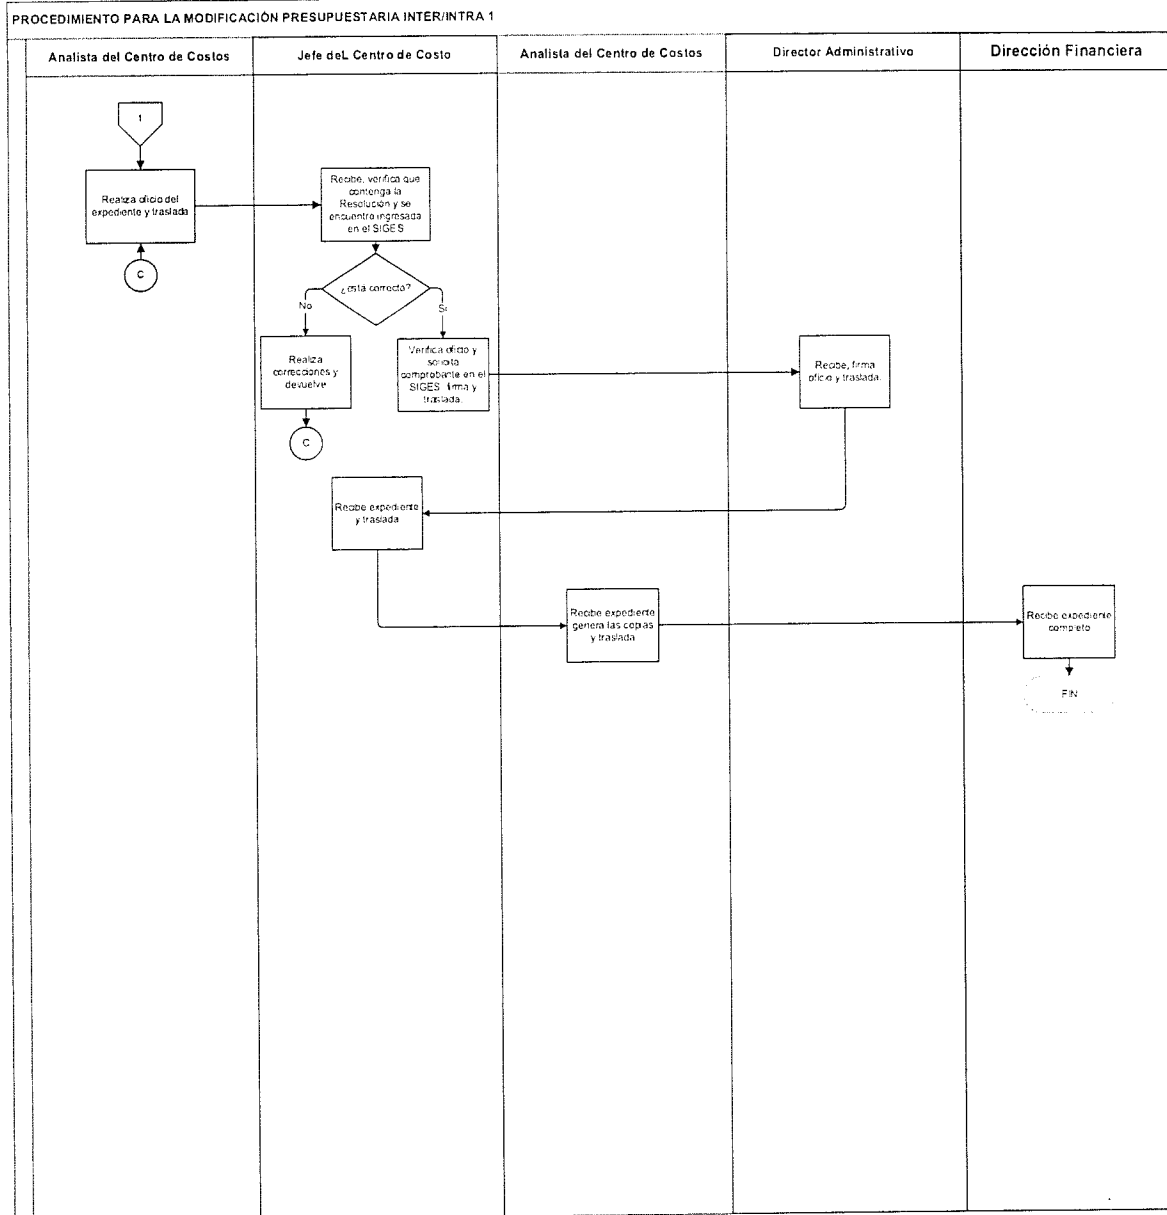 PROCEDIMIENTO PARA LA MODIFICACIÓN PRESUPUESTARIA INTER/INTRA 1
Analista del Centro de Costos
Jefe deL Centro de Costo
Analista del Centro de Costos
Director Administrativo
Dirección Financiera
1
Realiza oficio del
expediente y traslada
C
Recibe, verifica que
contenga la
Resolución y se
encuentro ingresada
en el SIGES
¿está correcto?
No
Si
Realiza
correcciones y
devuelve
C
Verifica oficio y
solicita
comprobante en el
SIGES firma y
traslada.
Recibe, firma
oficio y traslada.
Recibe expediente
y traslada
Recibe expediente
genera las copias
y traslada
Recibe expediente
completo
FIN